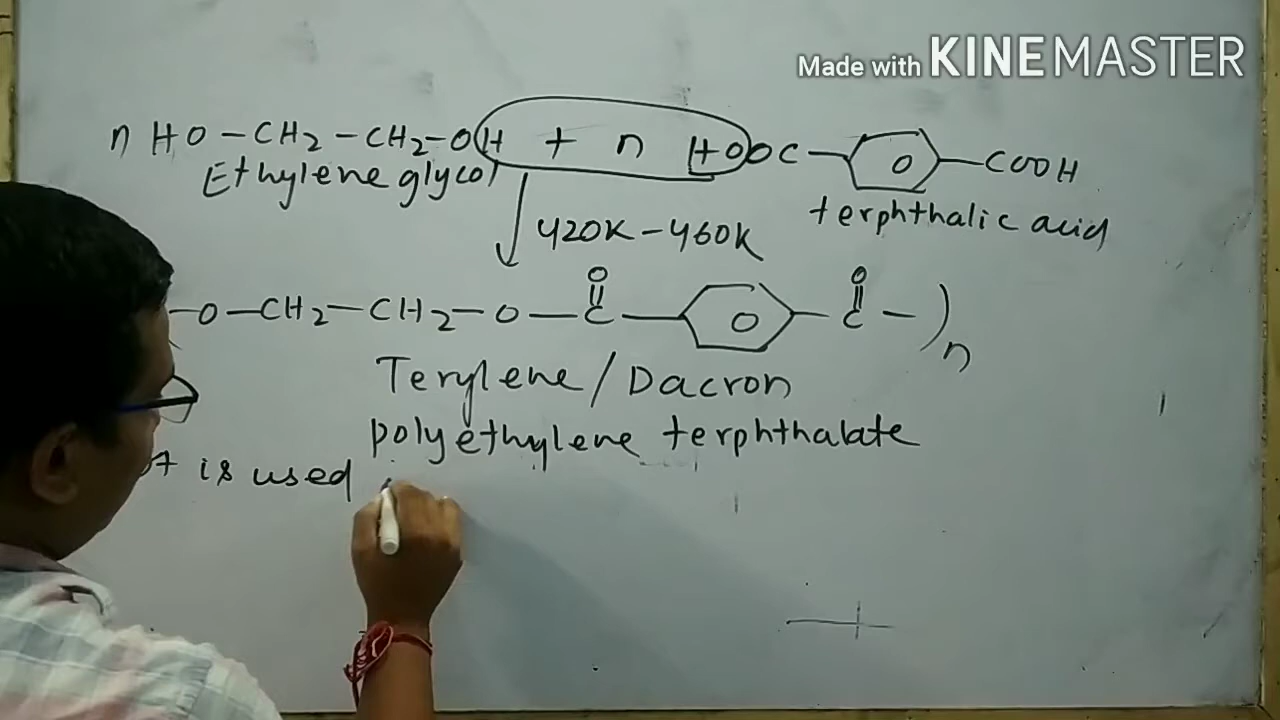 Made with KINEMASTER
n HO-CH2-CH2-OH + n HOOC-O-COOH
Ethylene glycol
terphthalic acid
420K-460K
-O-CH2-CH2-O-C-O-C-)n
O O
Terylene/Dacron
polyethylene terphthalate
is used